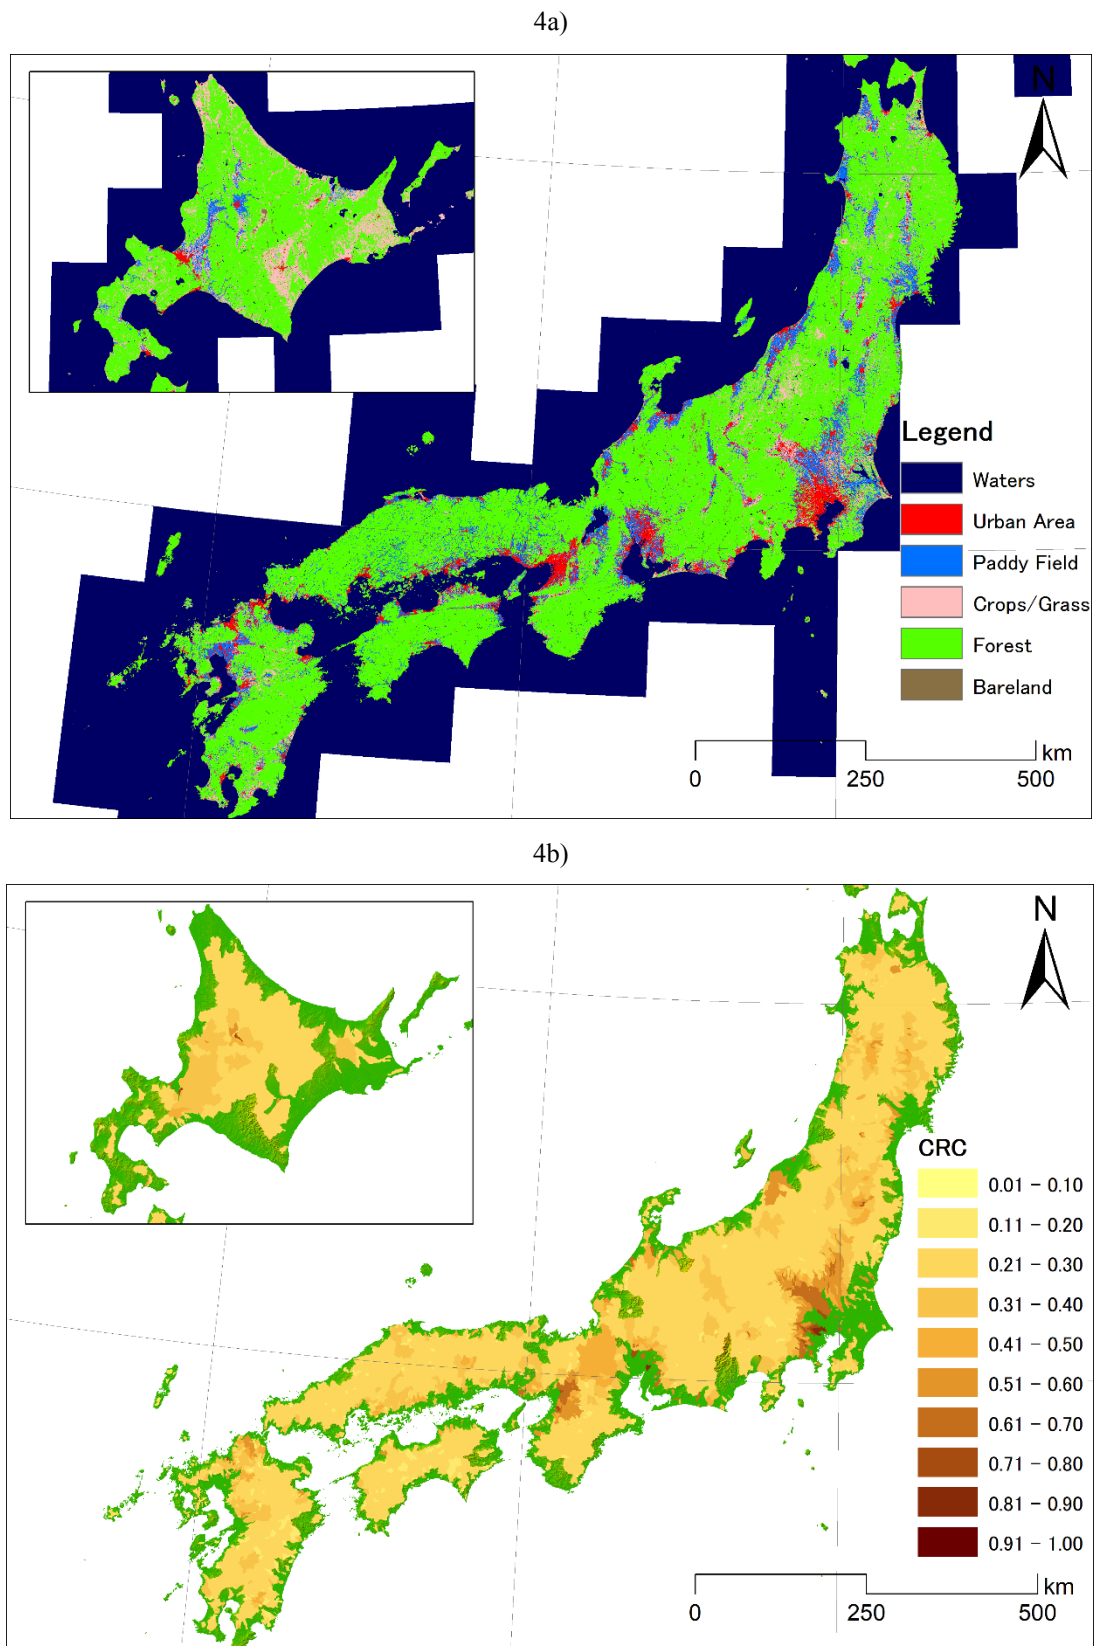 4a)
N
Legend
Waters
Urban Area
Paddy Field
Crops/Grass
Forest
Bareland
km
0 250 500
4b)
N
CRC
0.01 - 0.10
0.11 - 0.20
0.21 - 0.30
0.31 - 0.40
0.41 - 0.50
0.51 - 0.60
0.61 - 0.70
0.71 - 0.80
0.81 - 0.90
0.91 - 1.00
km
0 250 500